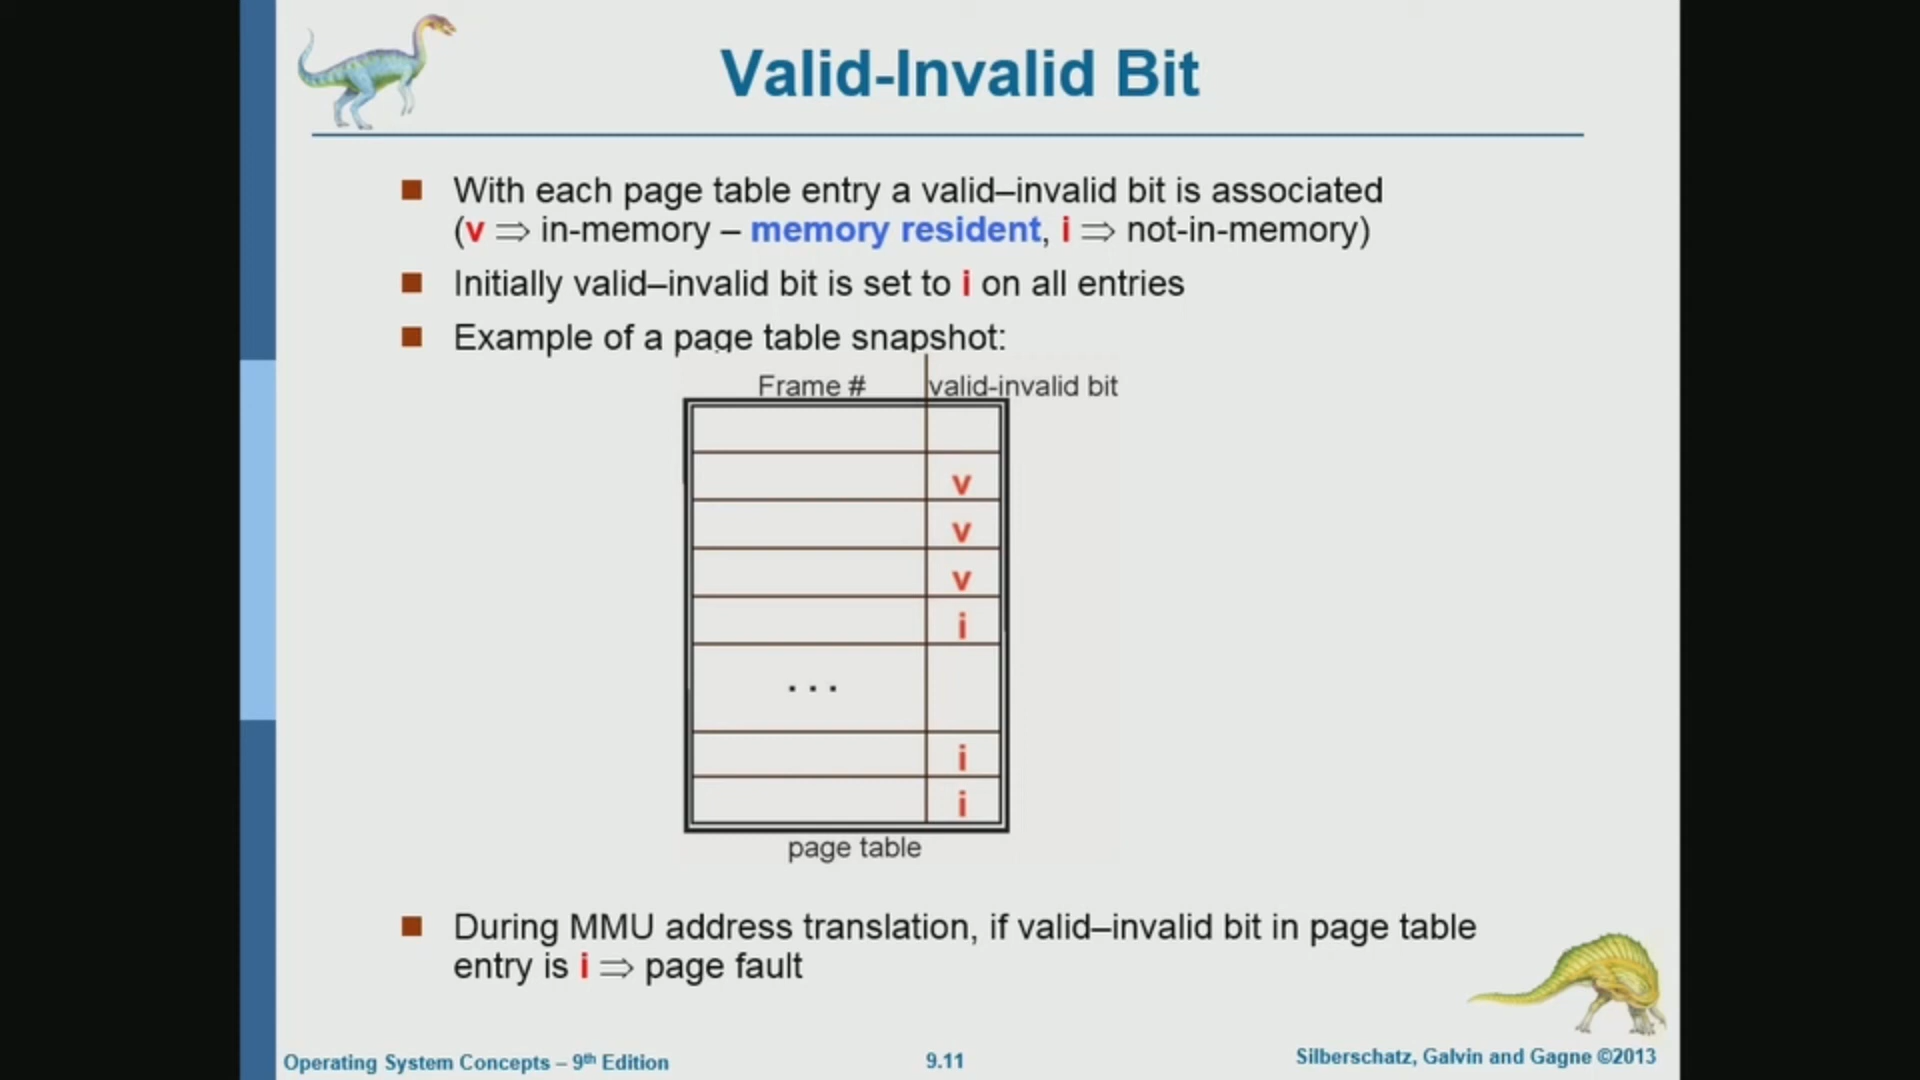 Valid-Invalid Bit
With each page table entry a valid–invalid bit is associated
(v ⇒ in-memory – memory resident, i ⇒ not-in-memory)
Initially valid–invalid bit is set to i on all entries
Example of a page table snapshot:
Frame # valid-invalid bit
v
v
v
i
. . .
i
i
page table
During MMU address translation, if valid–invalid bit in page table
entry is i ⇒ page fault
Operating System Concepts – 9th Edition
9.11
Silberschatz, Galvin and Gagne ©2013